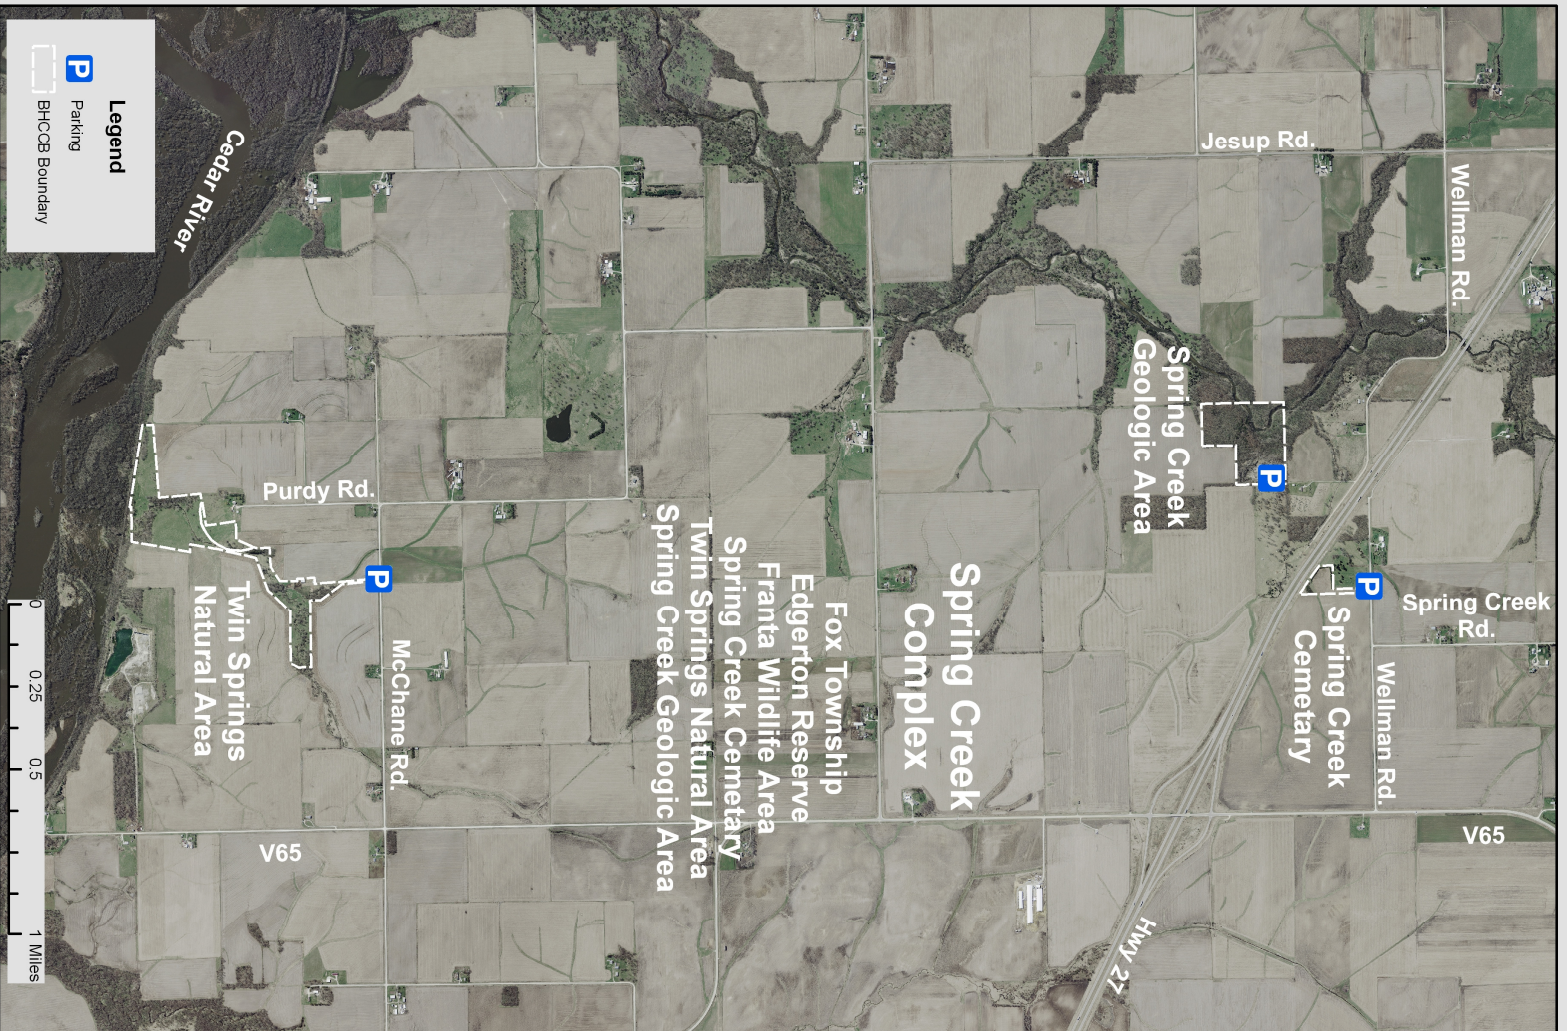 Spring Creek
Complex
Fox Township
Edgerton Reserve
Franta Wildlife Area
Spring Creek Cemetary
Twin Springs Natural Area
Spring Creek Geologic Area
Spring Creek
Rd.
Wellman Rd.
Wellman Rd.
V65
Jesup Rd.
P
Spring Creek
Cemetary
P
Spring Creek
Geologic Area
Hwy 27
McChane Rd.
P
Purdy Rd.
V65
Twin Springs
Natural Area
Cedar River
Legend
P
Parking
BHCCB Boundary
0 0.25 0.5 1 Miles